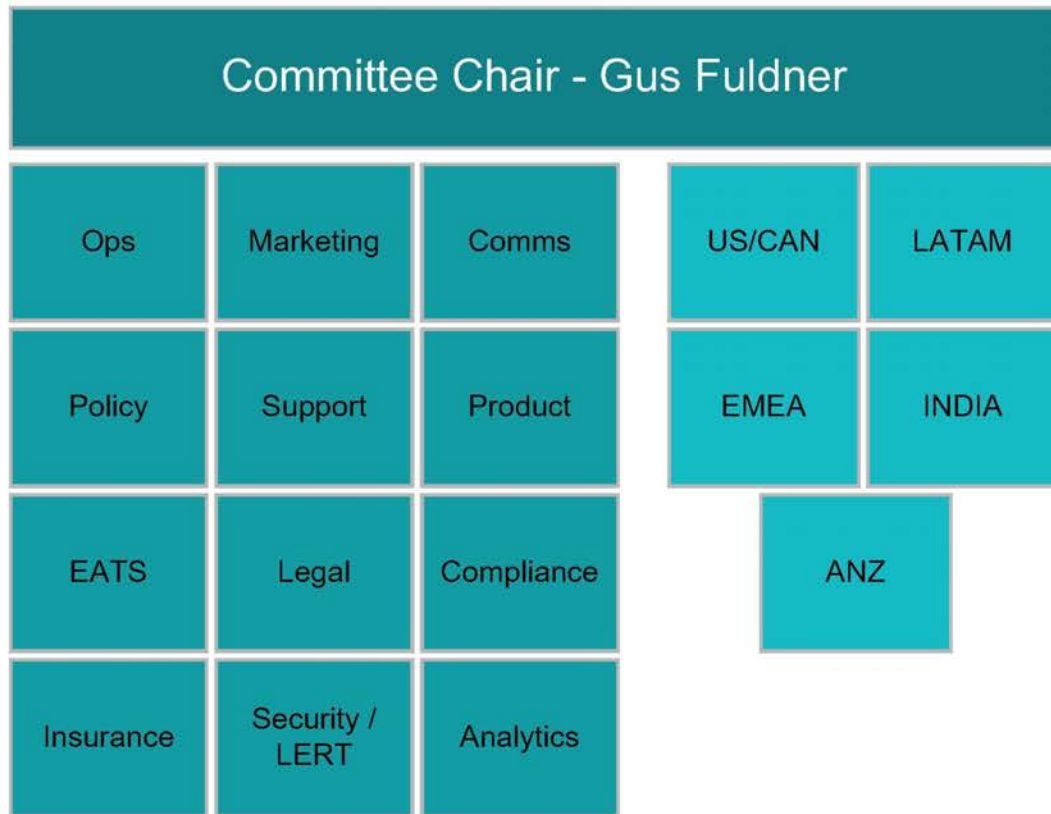 Committee Chair - Gus Fuldner
Ops
Marketing
Comms
US/CAN
LATAM
Policy
Support
Product
EMEA
INDIA
EATS
Legal
Compliance
ANZ
Insurance
Security /
LERT
Analytics